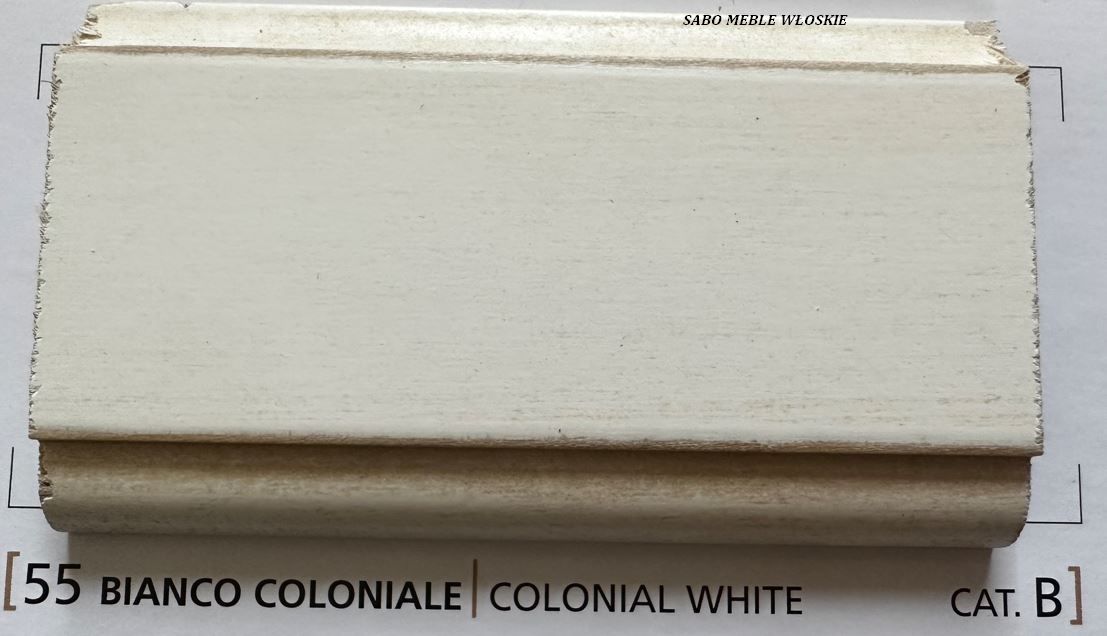 SABO MEBLE WŁOSKIE
[55 BIANCO COLONIALE | COLONIAL WHITE CAT. B]